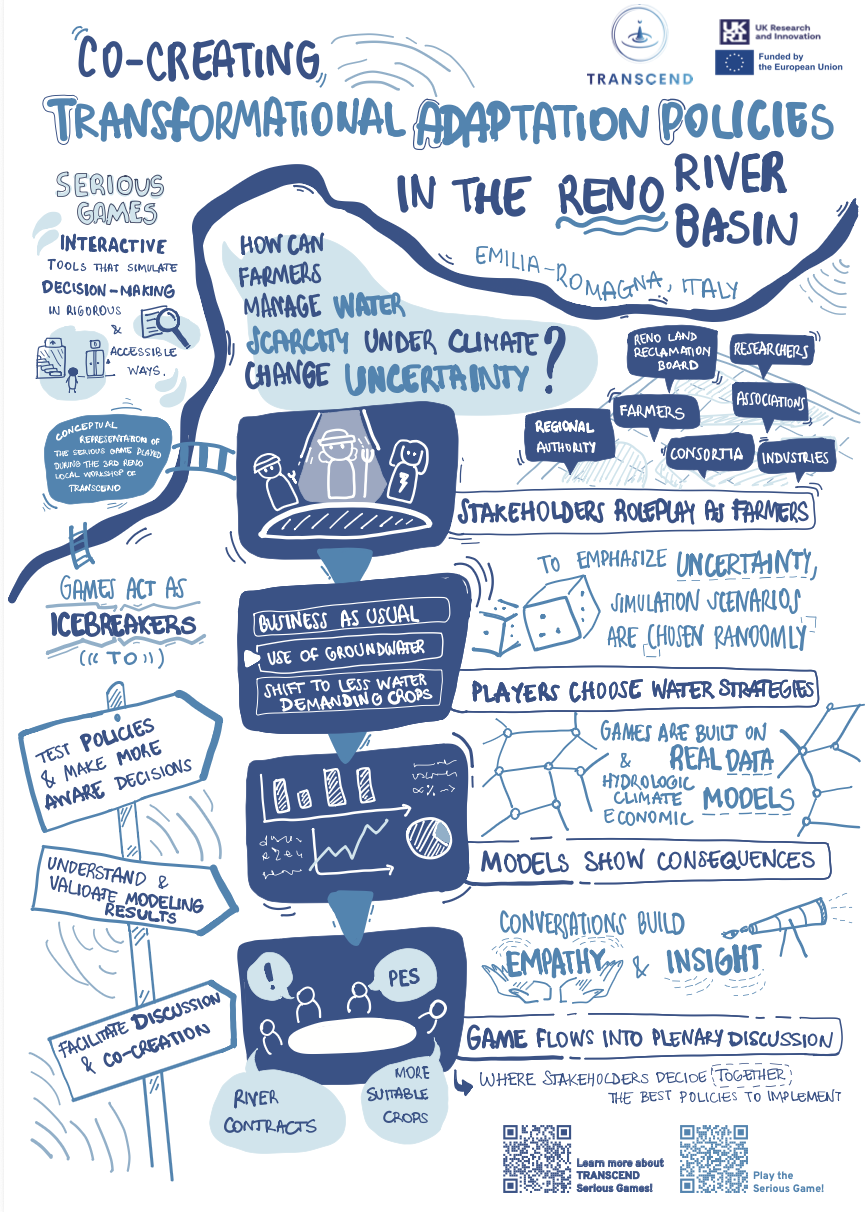 CO-CREATING
TRANSFORMATIONAL ADAPTATION POLICIES
IN THE RENO RIVER BASIN
EMILIA-ROMAGNA, ITALY
TRANSCEND
UK Research
and Innovation
Funded by
the European Union
SERIOUS
GAMES
INTERACTIVE
TOOLS THAT SIMULATE
DECISION-MAKING
IN RIGOROUS
&
ACCESSIBLE
WAYS.
CONCEPTUAL
REPRESENTATION OF
THE SERIOUS GAME PLAYED
DURING THE 3RD RENO
LOCAL WORKSHOP OF
TRANSCEND
HOW CAN
FARMERS
MANAGE WATER
SCARCITY UNDER CLIMATE
CHANGE UNCERTAINTY?
RENO LAND
RECLAMATION
BOARD
RESEARCHERS
FARMERS
ASSOCIATIONS
REGIONAL
AUTHORITY
CONSORTIA
INDUSTRIES
STAKEHOLDERS ROLEPLAY AS FARMERS
TO EMPHASIZE UNCERTAINTY,
SIMULATION SCENARIOS
ARE CHOSEN RANDOMLY
BUSINESS AS USUAL
USE OF GROUNDWATER
SHIFT TO LESS WATER
DEMANDING CROPS
PLAYERS CHOOSE WATER STRATEGIES
GAMES ARE BUILT ON
& REAL DATA
HYDROLOGIC
CLIMATE
ECONOMIC
MODELS
MODELS SHOW CONSEQUENCES
CONVERSATIONS BUILD
EMPATHY & INSIGHT
!
PES
RIVER
CONTRACTS
MORE
SUITABLE
CROPS
GAME FLOWS INTO PLENARY DISCUSSION
WHERE STAKEHOLDERS DECIDE TOGETHER
THE BEST POLICIES TO IMPLEMENT
GAMES ACT AS
ICEBREAKERS
((( TO )))
TEST POLICIES
& MAKE MORE
AWARE DECISIONS
UNDERSTAND &
VALIDATE MODELING
RESULTS
FACILITATE DISCUSSION
& CO-CREATION
Learn more about
TRANSCEND
Serious Games!
Play the
Serious Game!